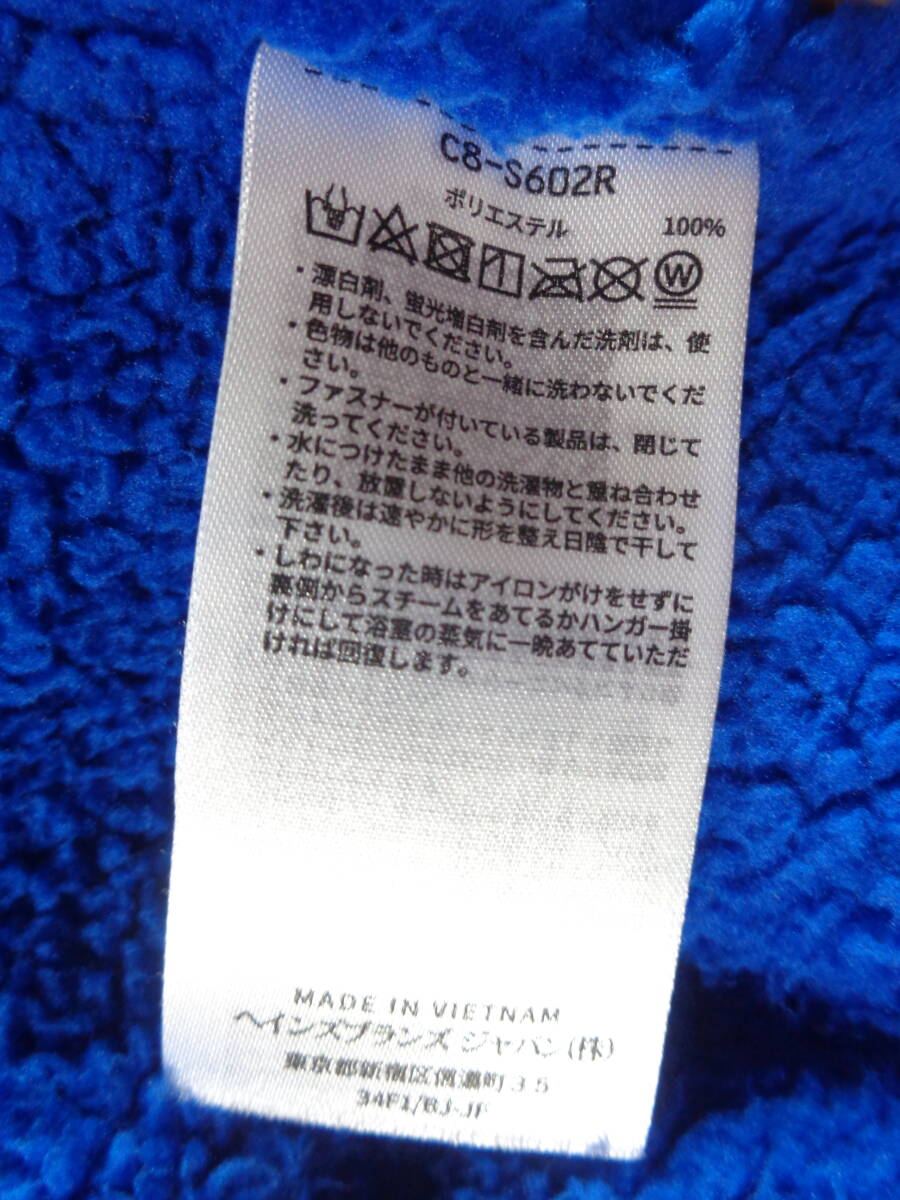 C8-S602R
ポリエステル 100%
W
・漂白剤、蛍光増白剤を含んだ洗剤は、使
用しないでください。
・色物は他のものと一緒に洗わないでくだ
さい。
・ファスナーが付いている製品は、閉じて
洗ってください。
・水につけたまま他の洗濯物と重ね合わせ
たり、放置しないようにしてください。
・洗濯後は速やかに形を整え日陰で干して
下さい。
・しわになった時はアイロンがけをせずに
裏側からスチームをあてるかハンガー掛
けにして浴室の蒸気に一晩あてていただ
ければ回復します。
MADE IN VIETNAM
ヘインズブランズ ジャパン(株)
東京都新宿区信濃町35
34F1/BJ-JF